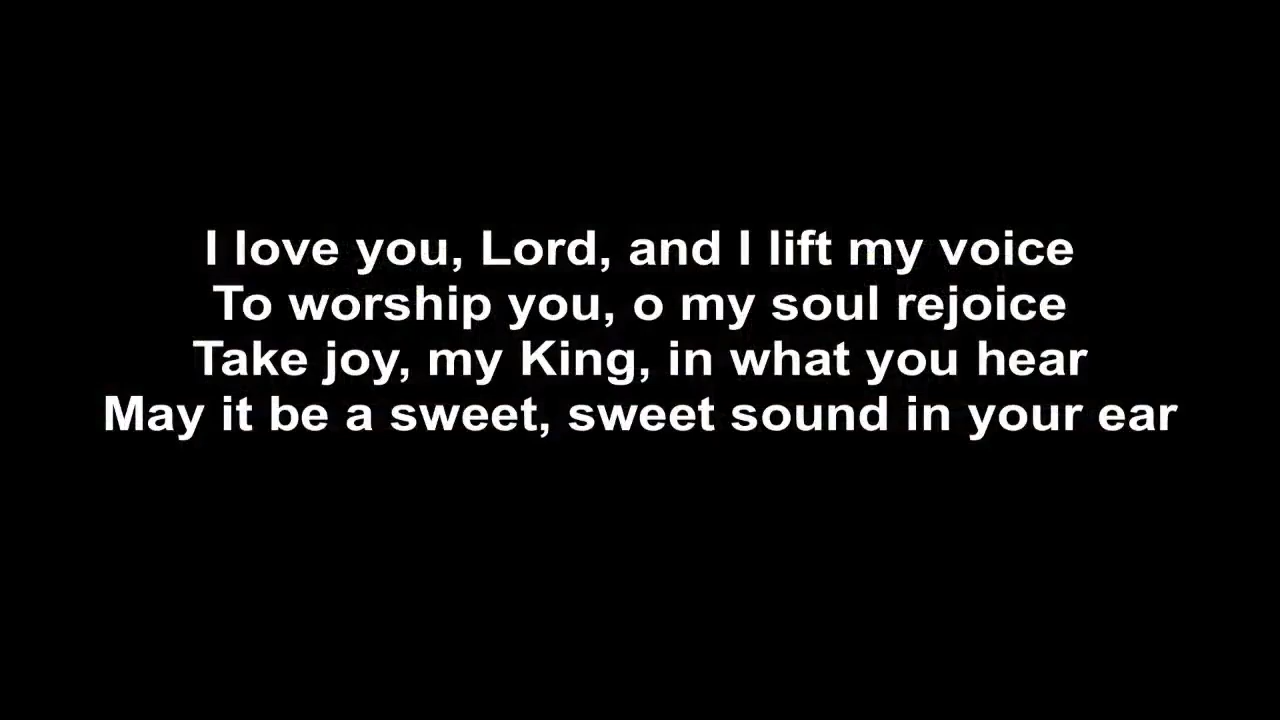 I love you, Lord, and I lift my voice
To worship you, o my soul rejoice
Take joy, my King, in what you hear
May it be a sweet, sweet sound in your ear